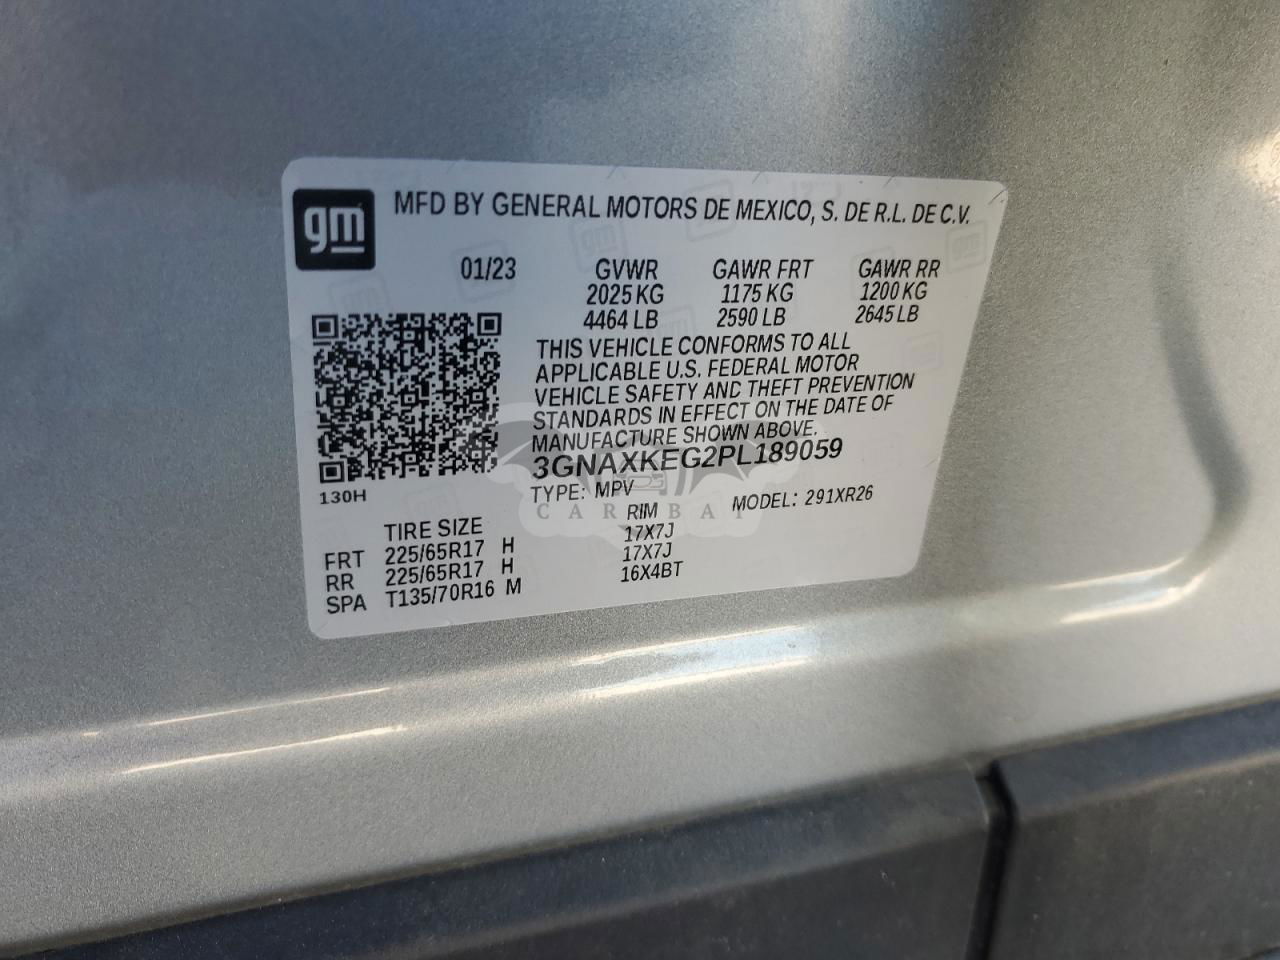 gm
MFD BY GENERAL MOTORS DE MEXICO, S. DE R.L. DE C.V.
01/23 GVWR GAWR FRT GAWR RR
2025 KG 1175 KG 1200 KG
4464 LB 2590 LB 2645 LB
THIS VEHICLE CONFORMS TO ALL
APPLICABLE U.S. FEDERAL MOTOR
VEHICLE SAFETY AND THEFT PREVENTION
STANDARDS IN EFFECT ON THE DATE OF
MANUFACTURE SHOWN ABOVE.
3GNAXKEG2PL189059
130H
TYPE: MPV MODEL: 291XR26
TIRE SIZE RIM
FRT 225/65R17 H 17X7J
RR 225/65R17 H 17X7J
SPA T135/70R16 M 16X4BT
CARSBAT